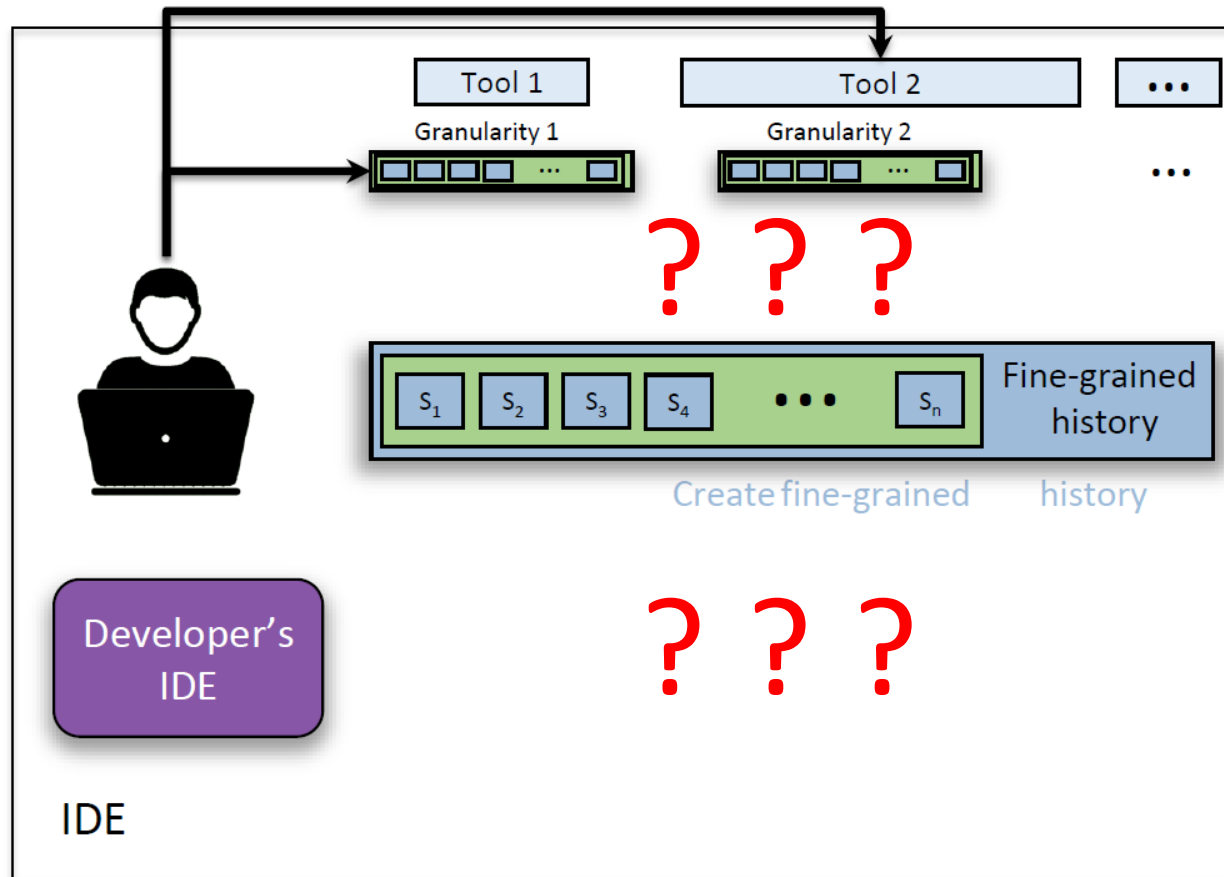 Tool 1
Tool 2
...
Granularity 1
Granularity 2
...
...
...
? ? ?
S1 S2 S3 S4 ... Sn
Fine-grained
history
Create fine-grained history
? ? ?
Developer’s
IDE
IDE